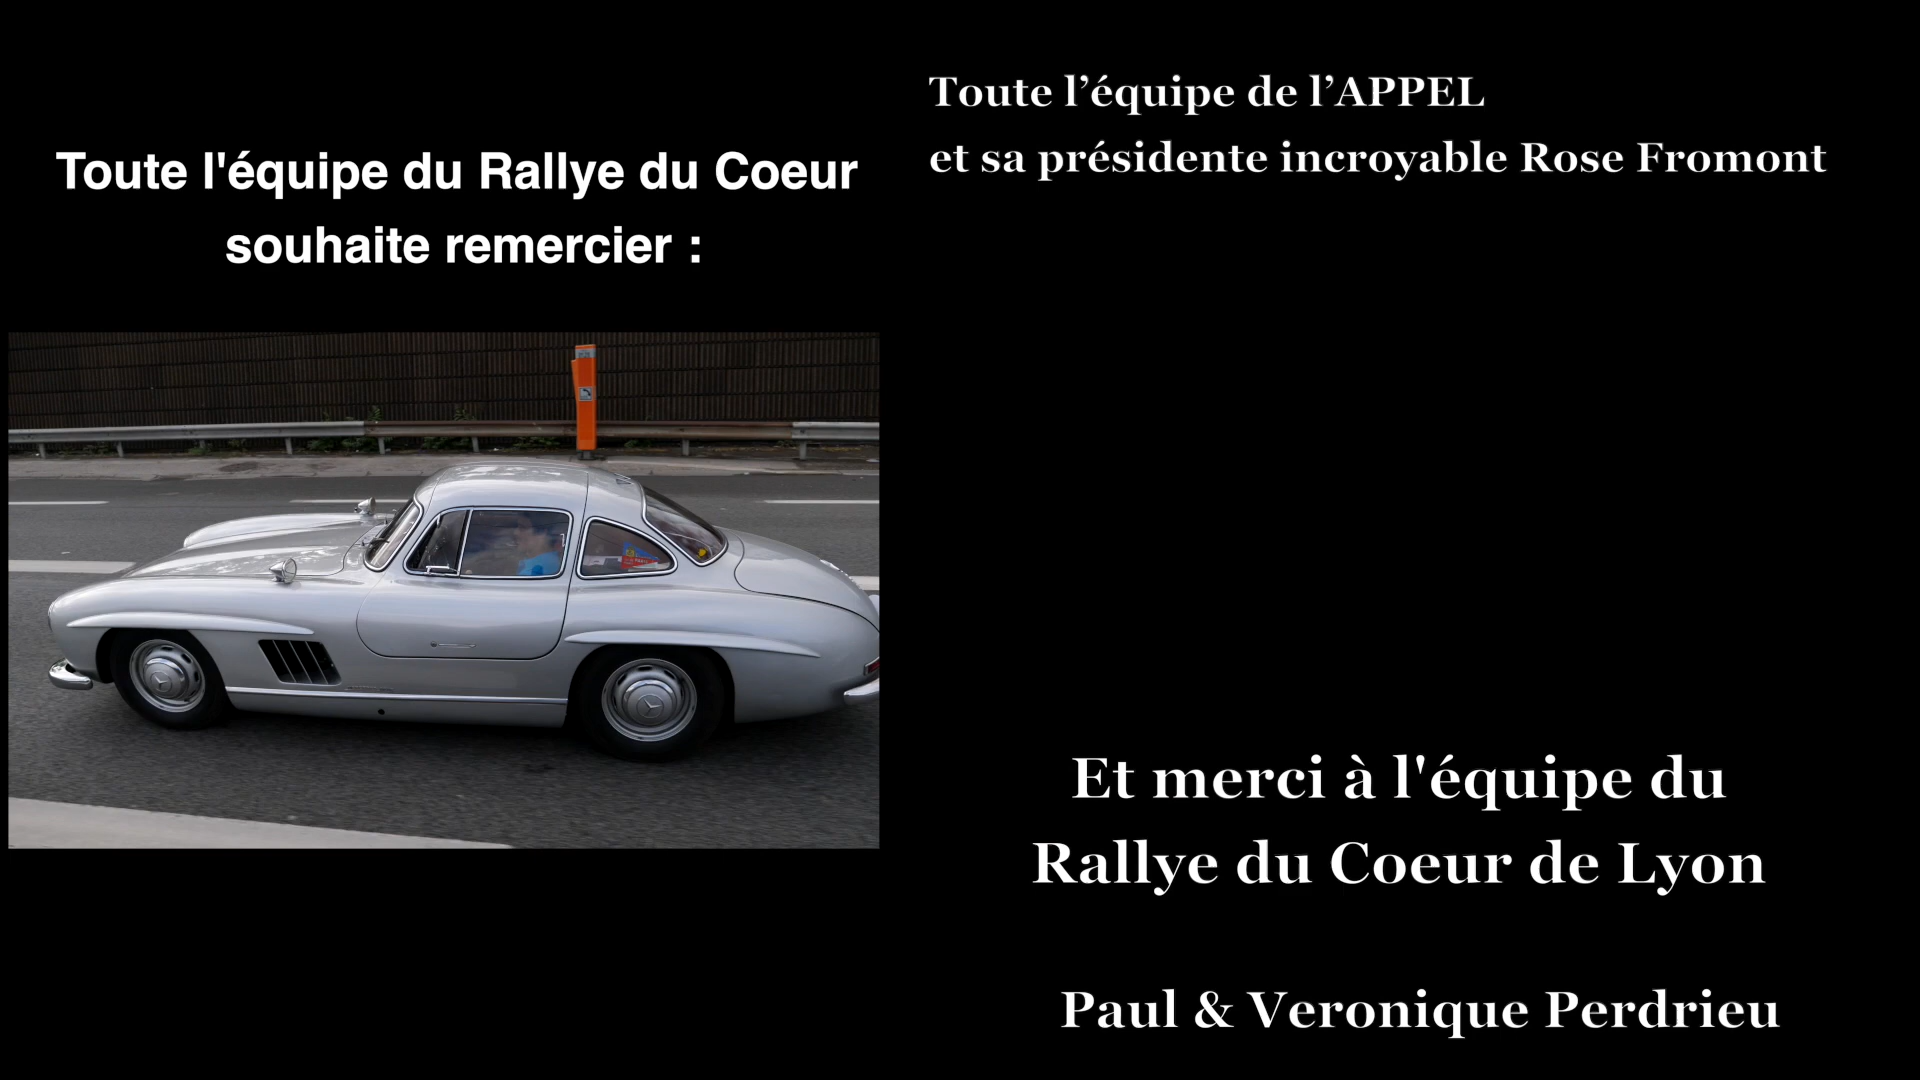 Toute l'équipe du Rallye du Coeur
souhaite remercier :
Toute l’équipe de l’APPEL
et sa présidente incroyable Rose Fromont
Et merci à l'équipe du
Rallye du Coeur de Lyon
Paul & Veronique Perdrieu